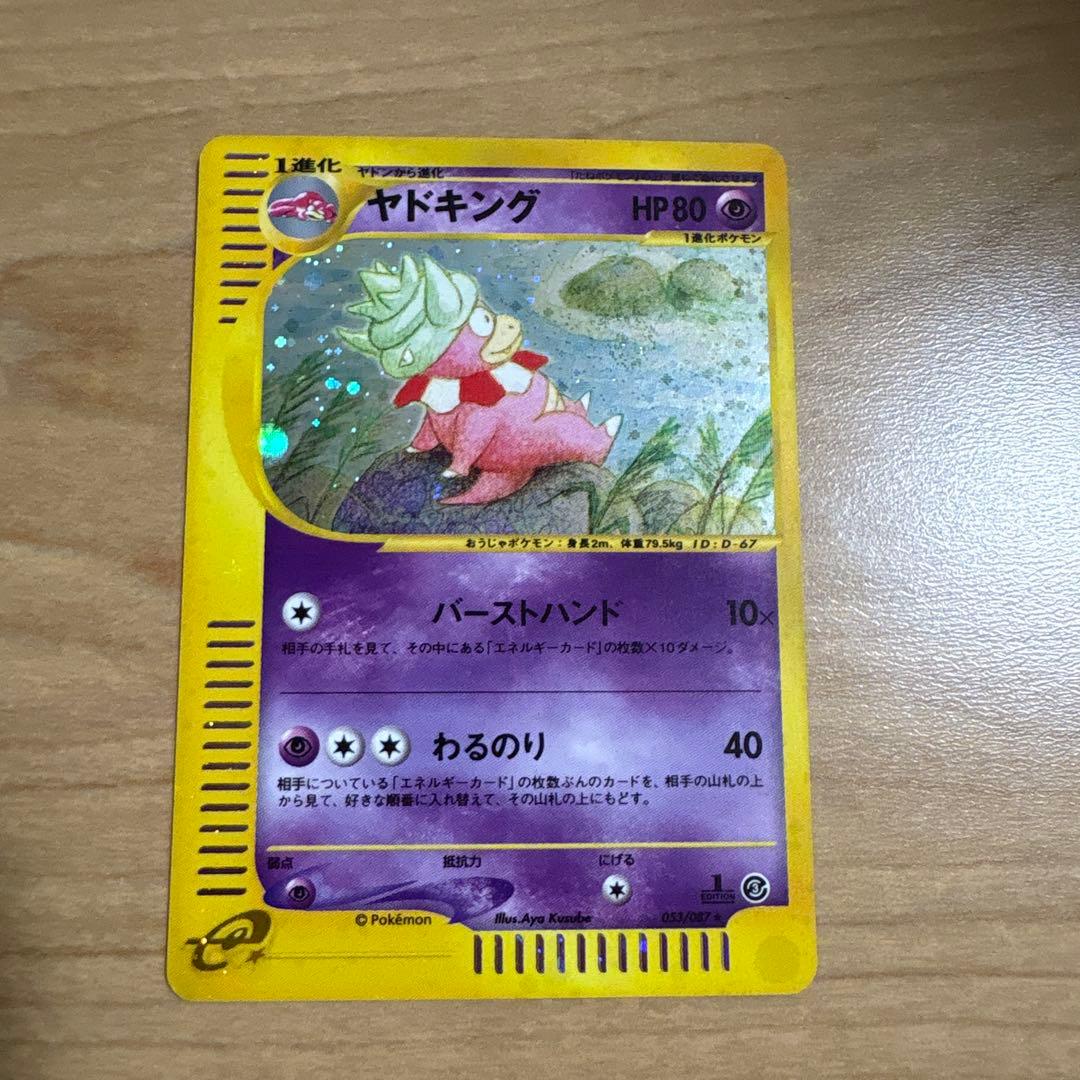 1進化
ヤドンから進化
ヤドキング HP80
1進化ポケモン
おうじゃポケモン：身長2m、体重79.5kg ID：D-67
バーストハンド 10×
相手の手札を見て、その中にある「エネルギーカード」の枚数×10ダメージ。
わるのり 40
相手についている「エネルギーカード」の枚数ぶんのカードを、相手の山札の上
から見て、好きな順番に入れ替えて、その山札の上にもどす。
弱点 抵抗力 にげる
1
EDITION
© Pokémon Illus.Aya Kusube 053/087★
e